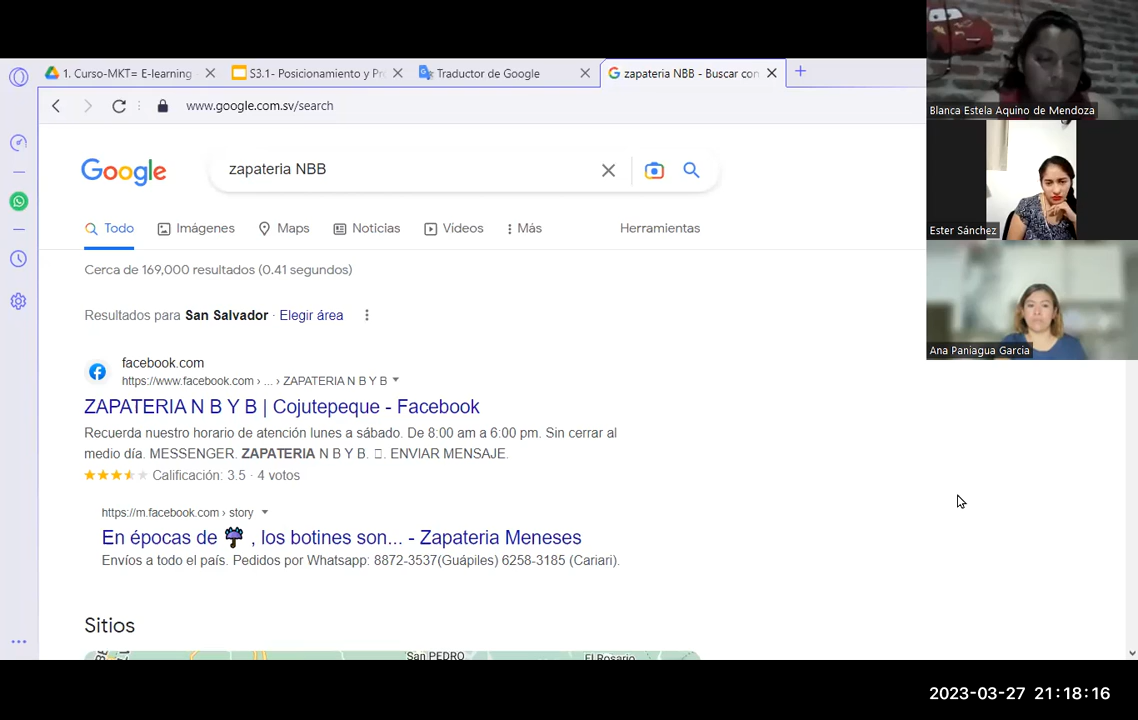 1. Curso-MKT= E-learning
S3.1- Posicionamiento y Pr
Traductor de Google
zapateria NBB - Buscar con
www.google.com.sv/search
Google
zapateria NBB
Todo
Imágenes
Maps
Noticias
Videos
Más
Herramientas
Cerca de 169,000 resultados (0.41 segundos)
Resultados para San Salvador · Elegir área
facebook.com
https://www.facebook.com › ... › ZAPATERIA N B Y B
ZAPATERIA N B Y B | Cojutepeque - Facebook
Recuerda nuestro horario de atención lunes a sábado. De 8:00 am a 6:00 pm. Sin cerrar al
medio día. MESSENGER. ZAPATERIA N B Y B. ENVIAR MENSAJE.
Calificación: 3.5 · 4 votos
https://m.facebook.com › story
En épocas de ☔ , los botines son... - Zapateria Meneses
Envíos a todo el país. Pedidos por Whatsapp: 8872-3537(Guápiles) 6258-3185 (Cariari).
Sitios
San PEDRO
El Rosario
Blanca Estela Aquino de Mendoza
Ester Sánchez
Ana Paniagua Garcia
2023-03-27 21:18:16